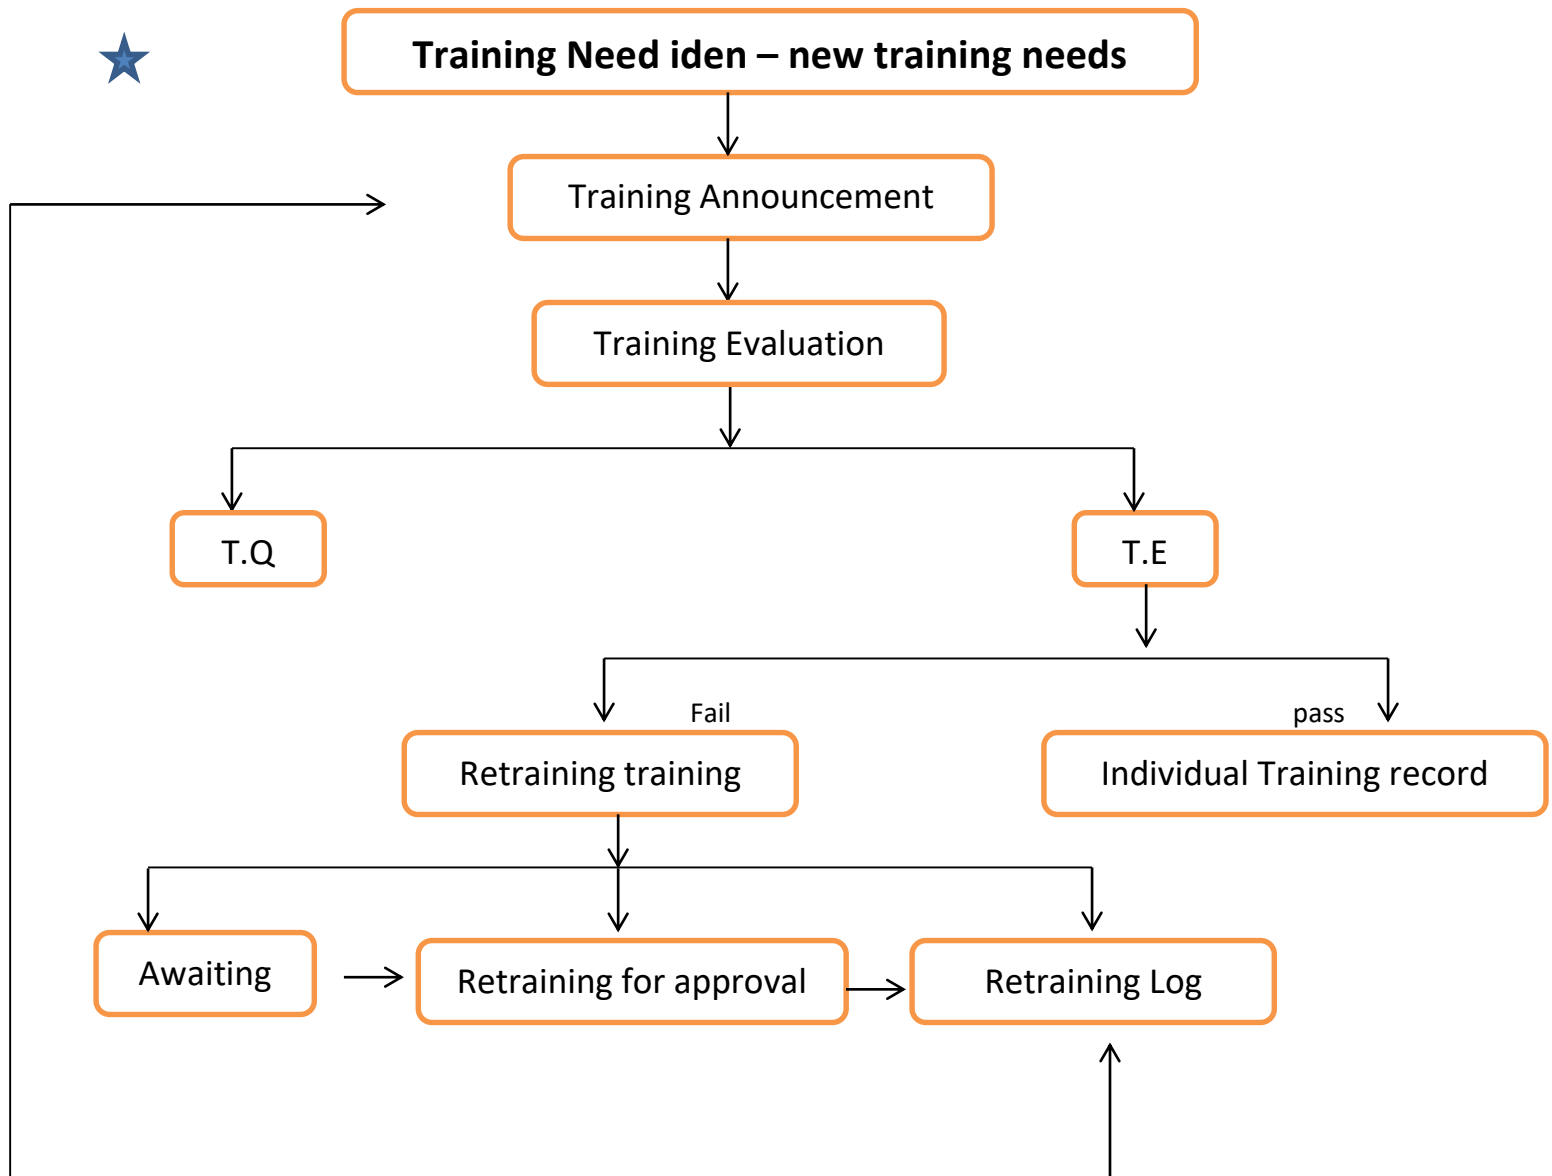 Training Need iden – new training needs
Training Announcement
Training Evaluation
T.Q
T.E
Fail
pass
Retraining training
Individual Training record
Awaiting
Retraining for approval
Retraining Log